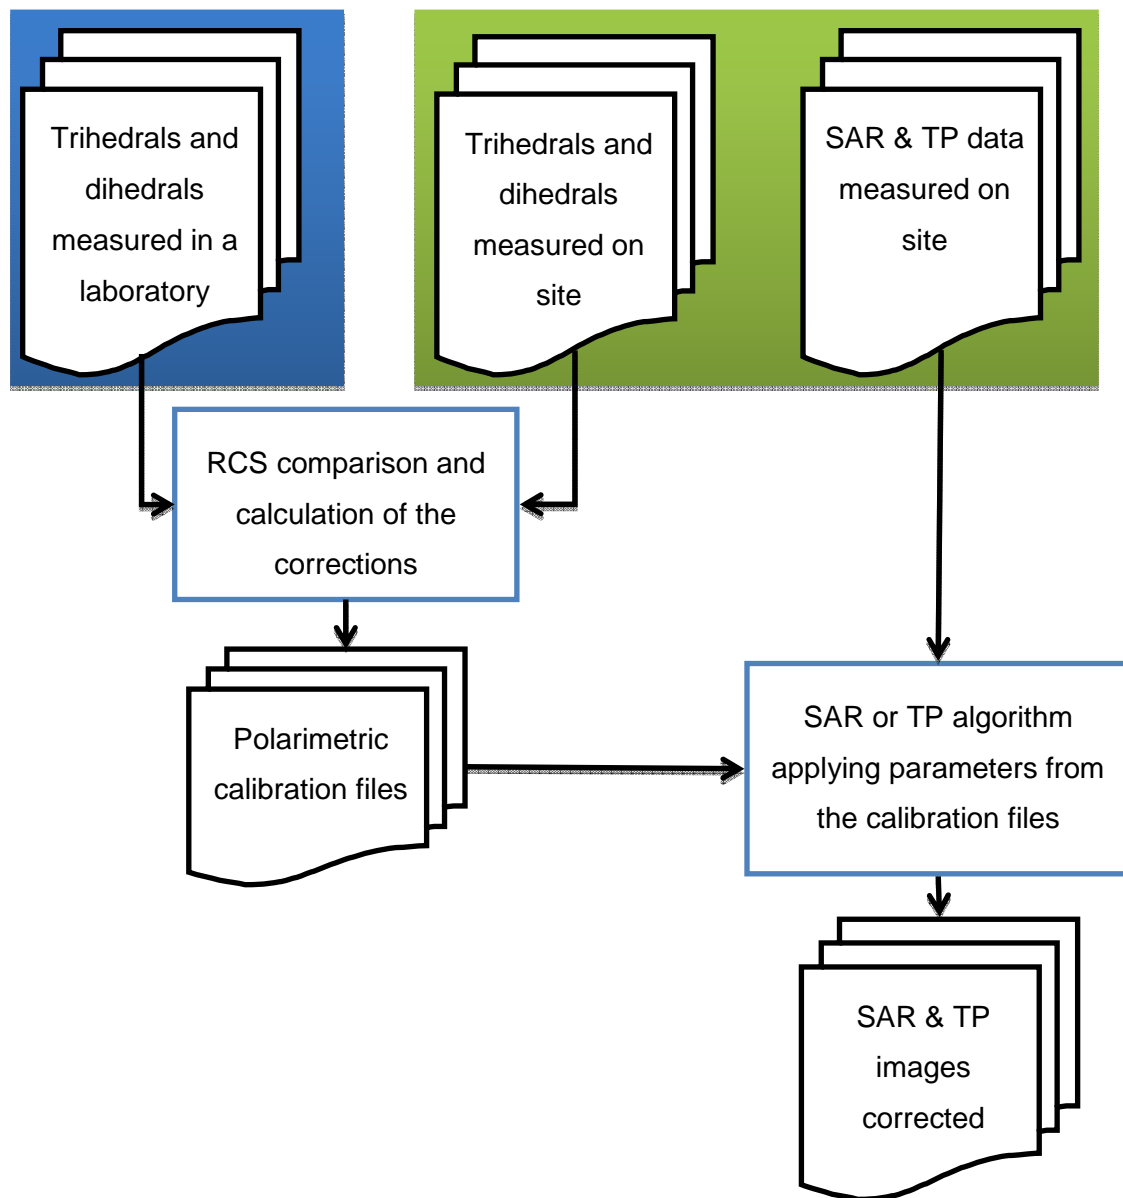 Trihedrals and
dihedrals
measured in a
laboratory
Trihedrals and
dihedrals
measured on
site
SAR & TP data
measured on
site
RCS comparison and
calculation of the
corrections
Polarimetric
calibration files
SAR or TP algorithm
applying parameters from
the calibration files
SAR & TP
images
corrected